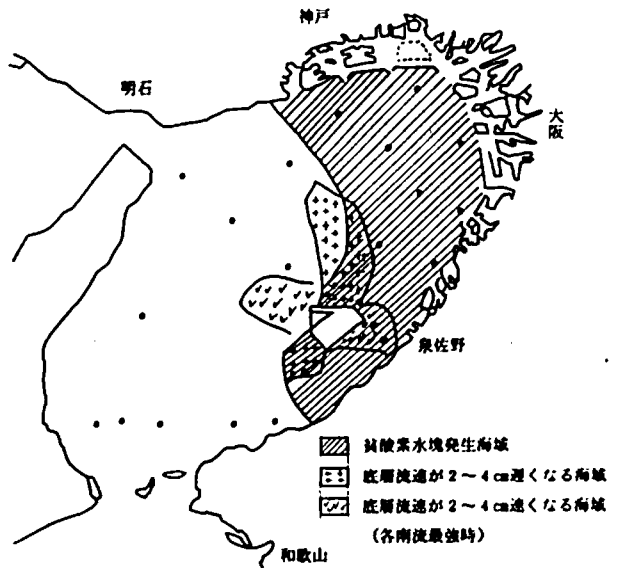 神戸
明石
大阪
泉佐野
貧酸素水塊発生海域
底層流速が2〜4cm遅くなる海域
底層流速が2〜4cm速くなる海域
(各潮流最強時)
和歌山